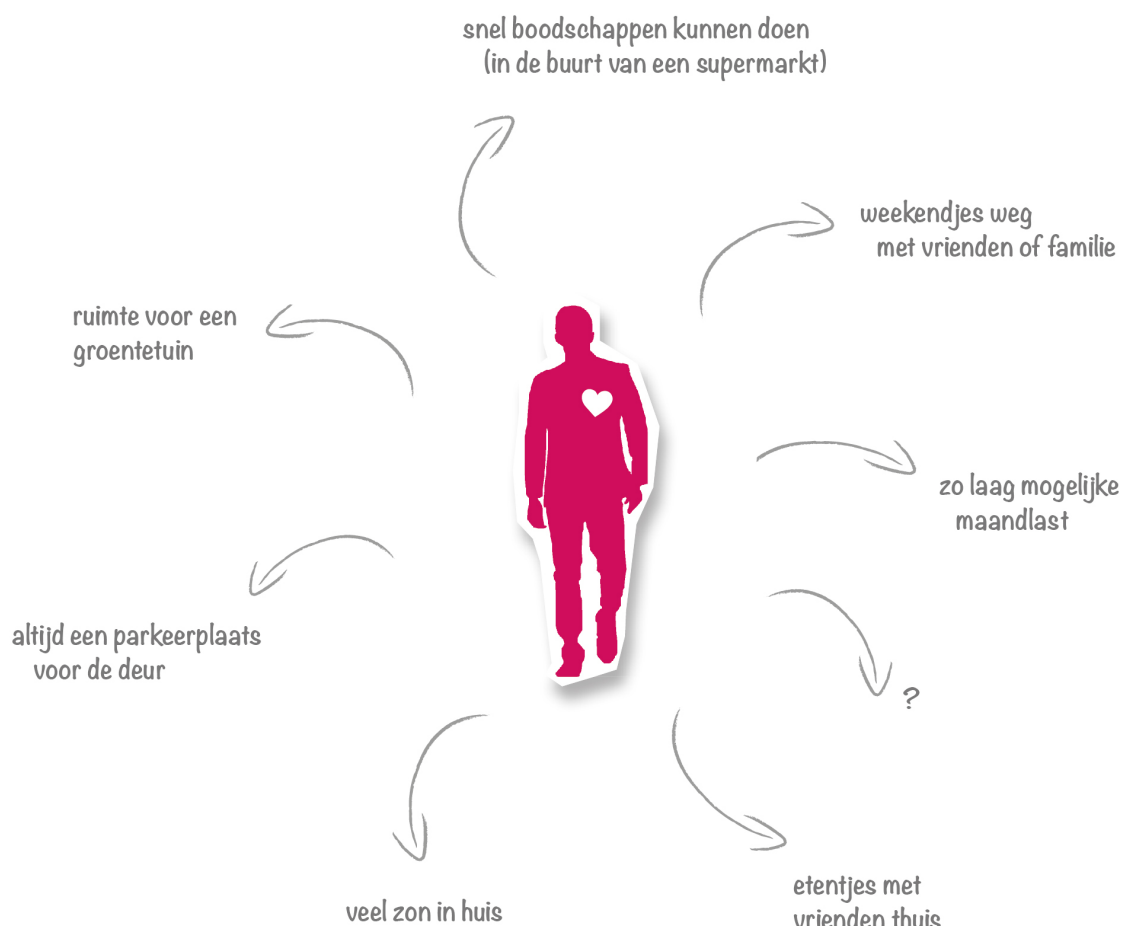 snel boodschappen kunnen doen
(in de buurt van een supermarkt)
weekendjes weg
met vrienden of familie
ruimte voor een
groentetuin
zo laag mogelijke
maandlast
altijd een parkeerplaats
voor de deur
?
etentjes met
vrienden thuis
veel zon in huis